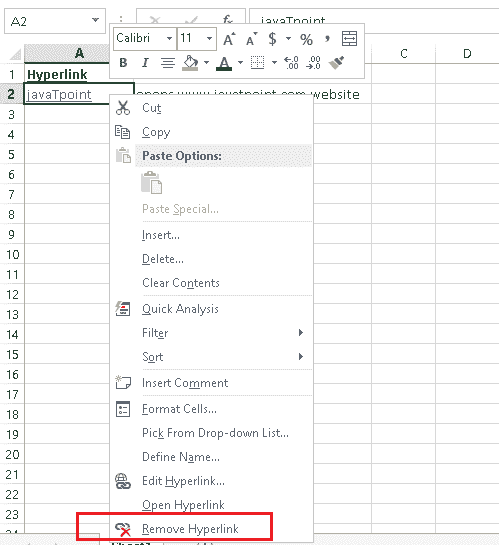 A2
javaTpoint
Calibri 11 A A $ % ,
B I A
A C D
1 Hyperlink
2 javaTpoint opens www.javatpoint.com website
3
4
5
6
7
8
9
10
11
12
13
14
15
16
17
18
19
20
21
22
23
24
Cut
Copy
Paste Options:
Paste Special...
Insert...
Delete...
Clear Contents
Quick Analysis
Filter
Sort
Insert Comment
Format Cells...
Pick From Drop-down List...
Define Name...
Edit Hyperlink...
Open Hyperlink
Remove Hyperlink